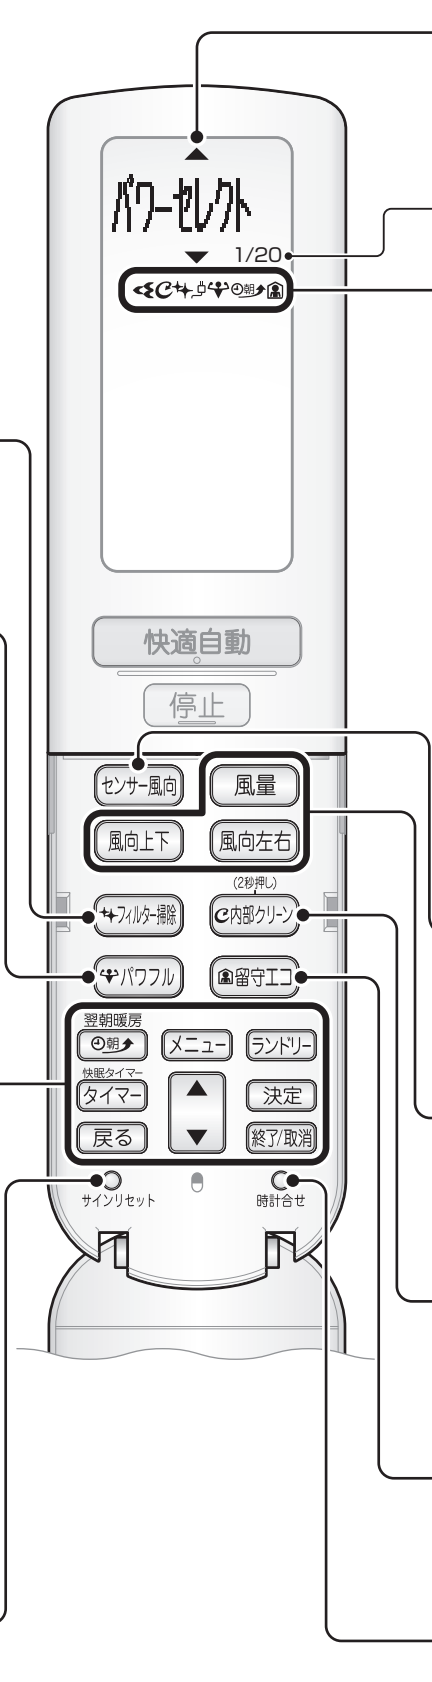 ▲
パワーセレクト
▼ 1/20
朝
快適自動
停止
センサー風向 風量
風向上下 風向左右
(2秒押し)
フィルター掃除 内部クリーン
パワフル 留守エコ
翌朝暖房
朝 メニュー ランドリー
快眠タイマー
タイマー ▲ 決定
戻る ▼ 終了/取消
サインリセット 時計合せ